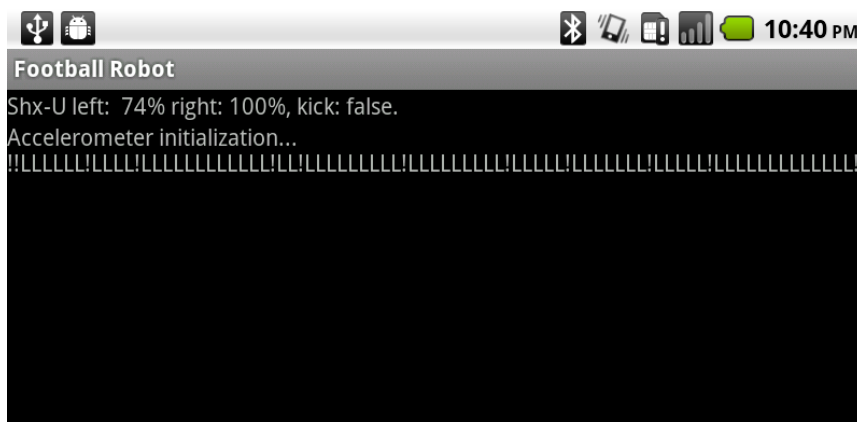 10:40 PM
Football Robot
Shx-U left:  74% right: 100%, kick: false.
Accelerometer initialization...
!!LLLLLL!LLLL!LLLLLLLLLLLL!LL!LLLLLLLLL!LLLLLLLLL!LLLLL!LLLLLLL!LLLLL!LLLLLLLLLLLLL!